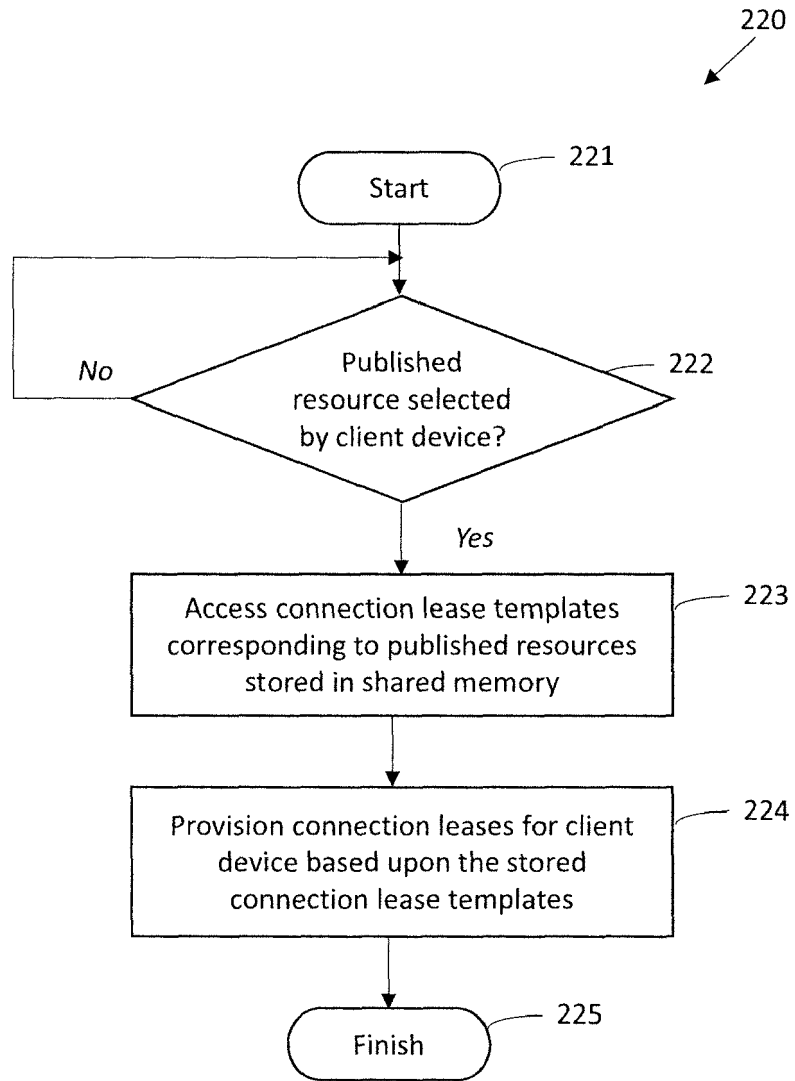 220
Start
221
Published
resource selected
by client device?
222
No
Yes
Access connection lease templates
corresponding to published resources
stored in shared memory
223
Provision connection leases for client
device based upon the stored
connection lease templates
224
Finish
225